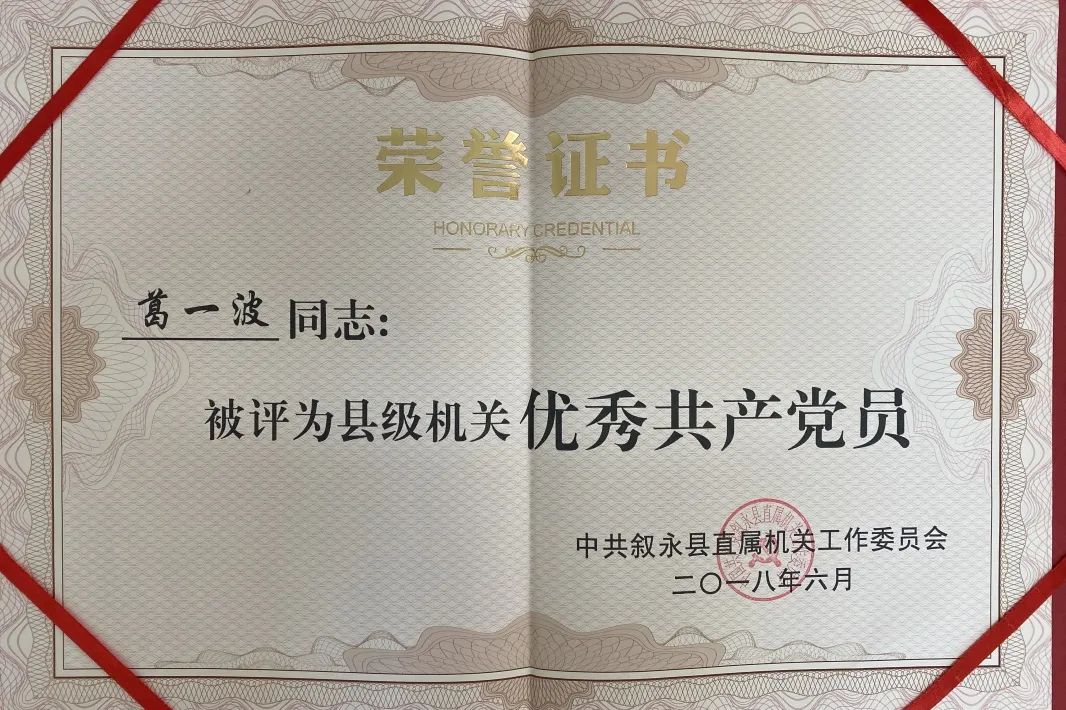 荣誉证书
HONORARY CREDENTIAL
葛一波同志:
被评为县级机关优秀共产党员
中共叙永县直属机关工作委员会
二〇一八年六月